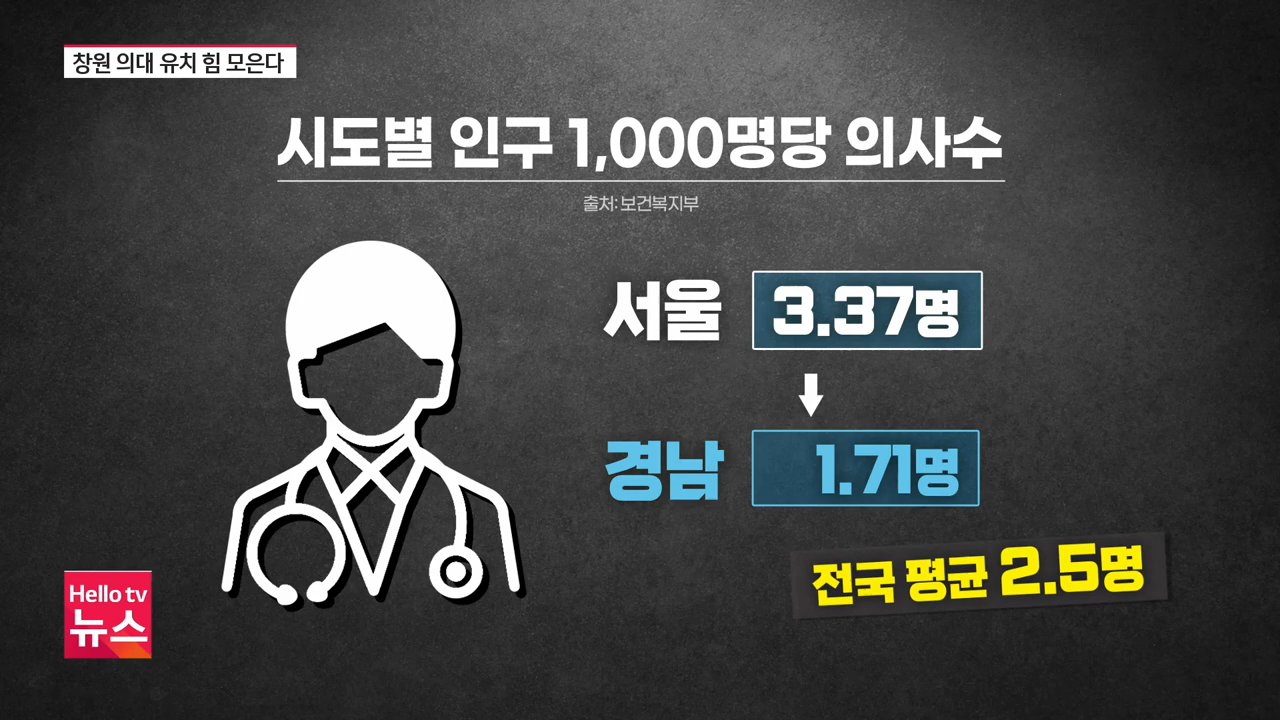 창원 의대 유치 힘 모은다
시도별 인구 1,000명당 의사수
출처: 보건복지부
서울 3.37명
경남 1.71명
전국 평균 2.5명
Hello tv
뉴스